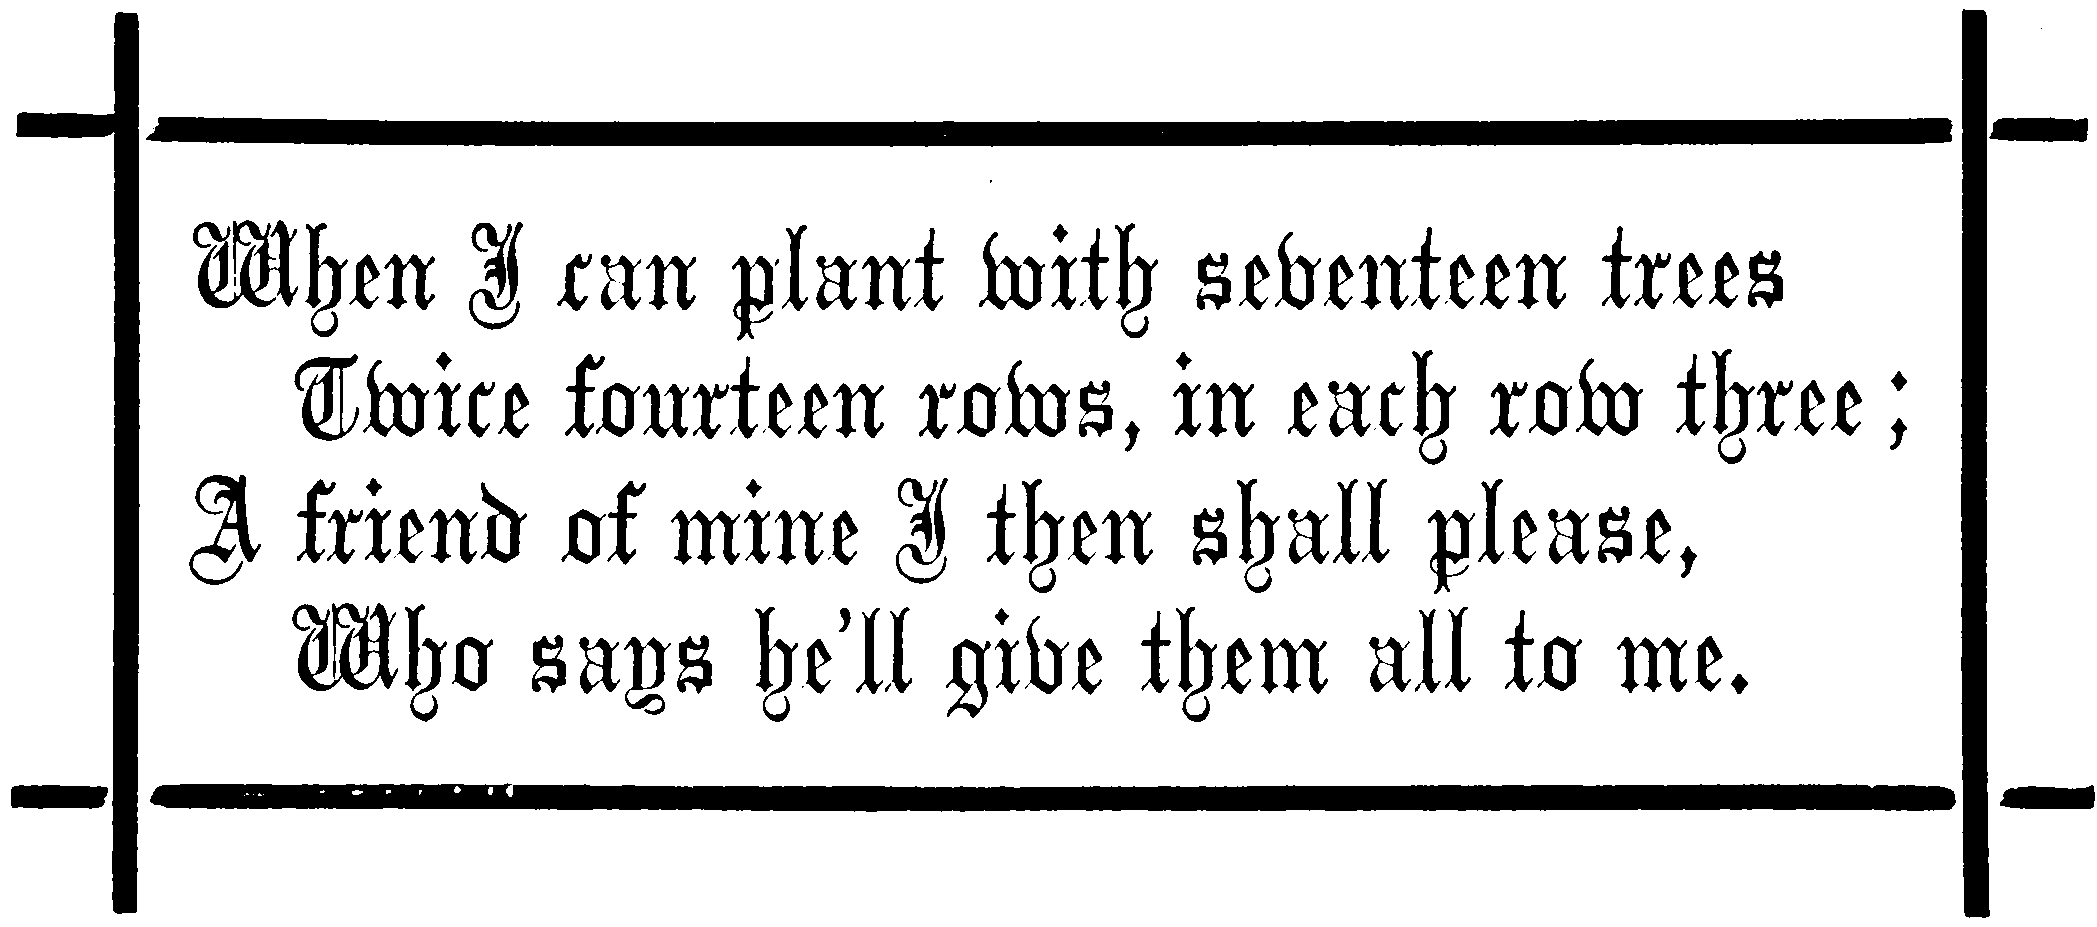 When I can plant with seventeen trees
Twice fourteen rows, in each row three;
A friend of mine I then shall please,
Who says he'll give them all to me.